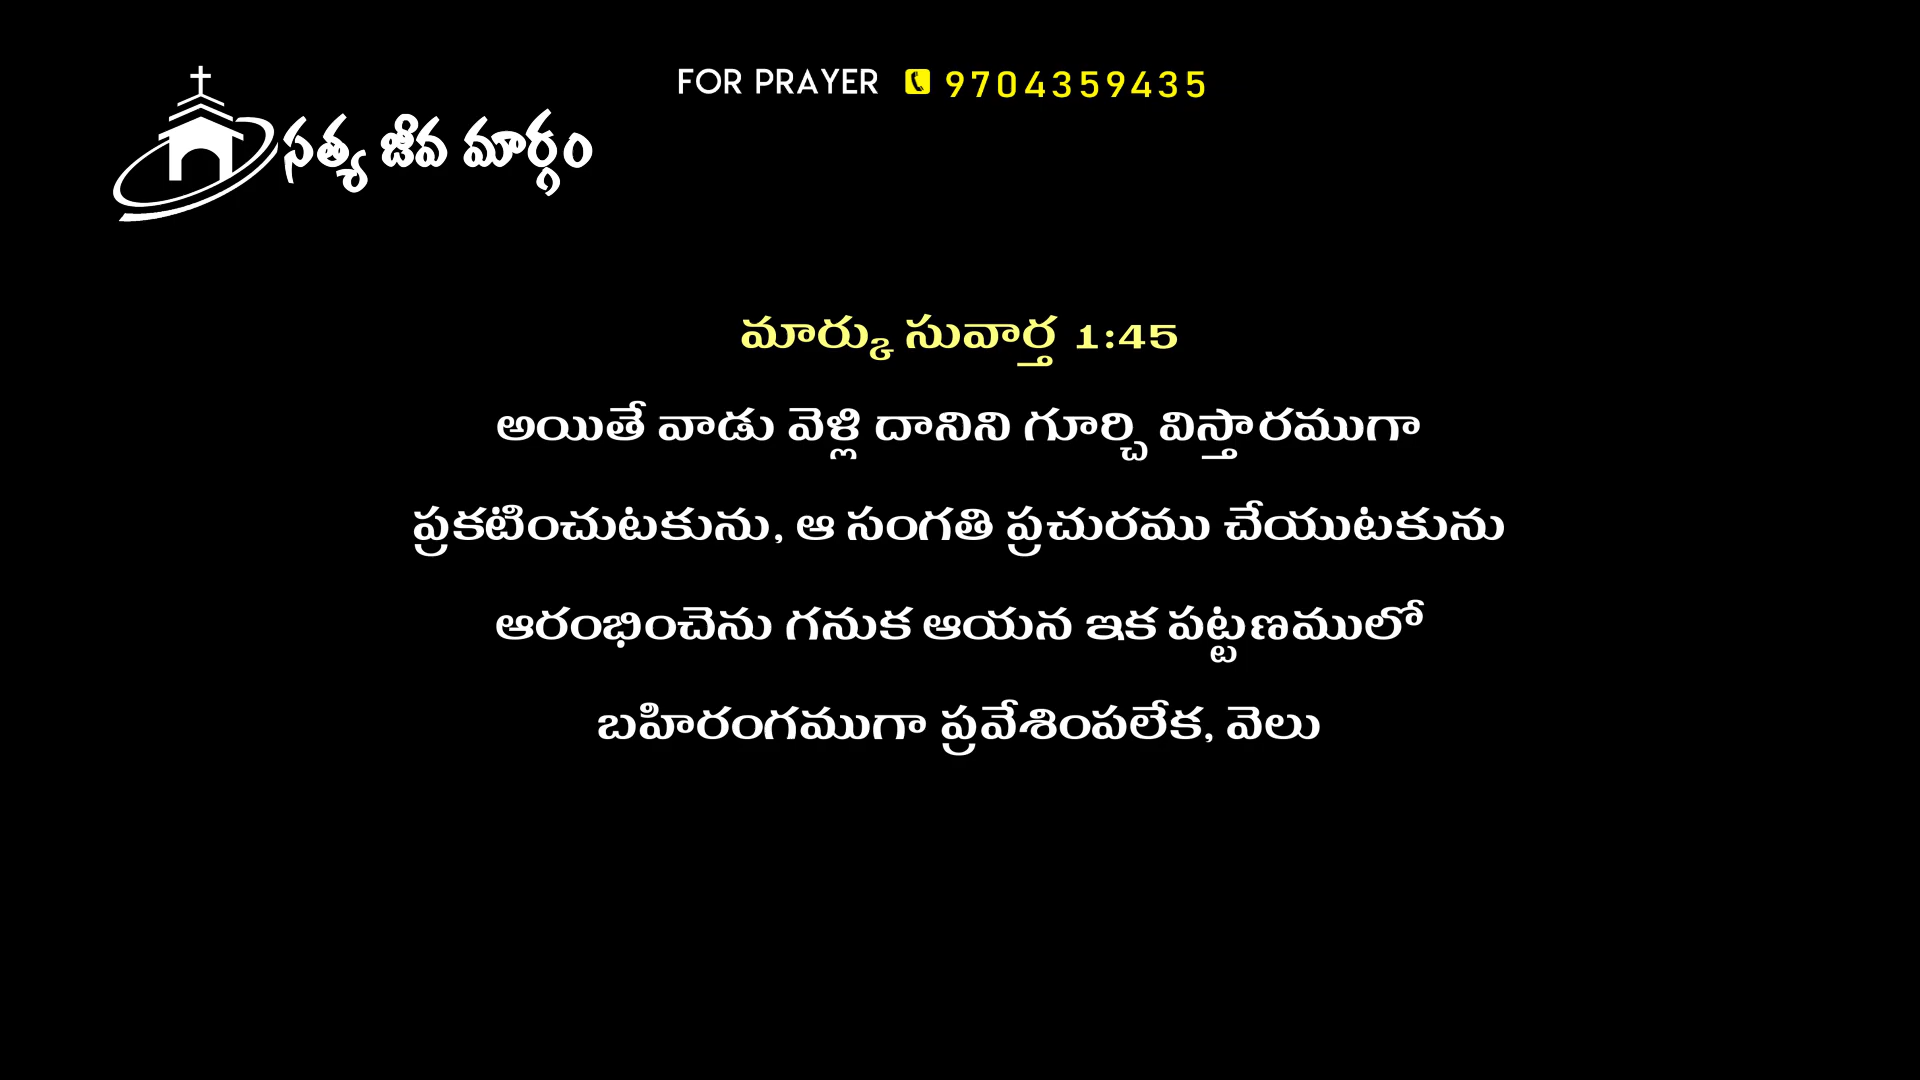 FOR PRAYER 9704359435
సత్య జీవ మార్గం
మార్కు సువార్త 1:45
అయితే వాడు వెళ్లి దానిని గూర్చి విస్తారముగా
ప్రకటించుటకును, ఆ సంగతి ప్రచురము చేయుటకును
ఆరంభించెను గనుక ఆయన ఇక పట్టణములో
బహిరంగముగా ప్రవేశింపలేక, వెలు